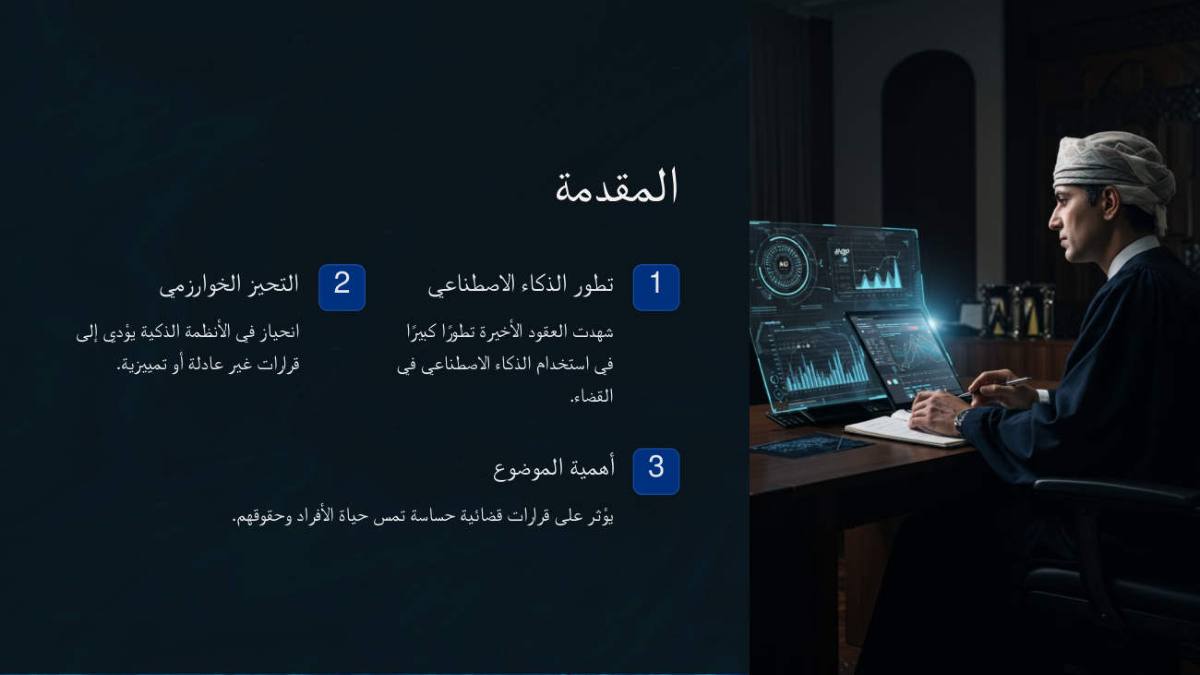 المقدمة
1
تطور الذكاء الاصطناعي
شهدت العقود الأخيرة تطورًا كبيرًا
في استخدام الذكاء الاصطناعي في
القضاء.
2
التحيز الخوارزمي
انحياز في الأنظمة الذكية يؤدي إلى
قرارات غير عادلة أو تمييزية.
3
أهمية الموضوع
يؤثر على قرارات قضائية حساسة تمس حياة الأفراد وحقوقهم.